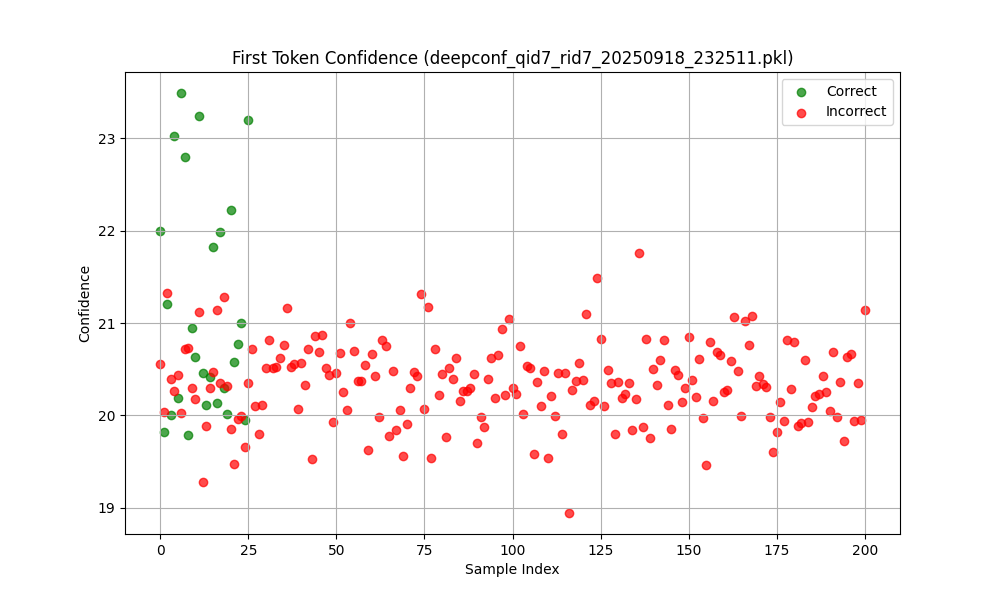 First Token Confidence (deepconf_qid7_rid7_20250918_232511.pkl)
Correct
Incorrect
Confidence
23
22
21
20
19
0
25
50
75
100
125
150
175
200
Sample Index